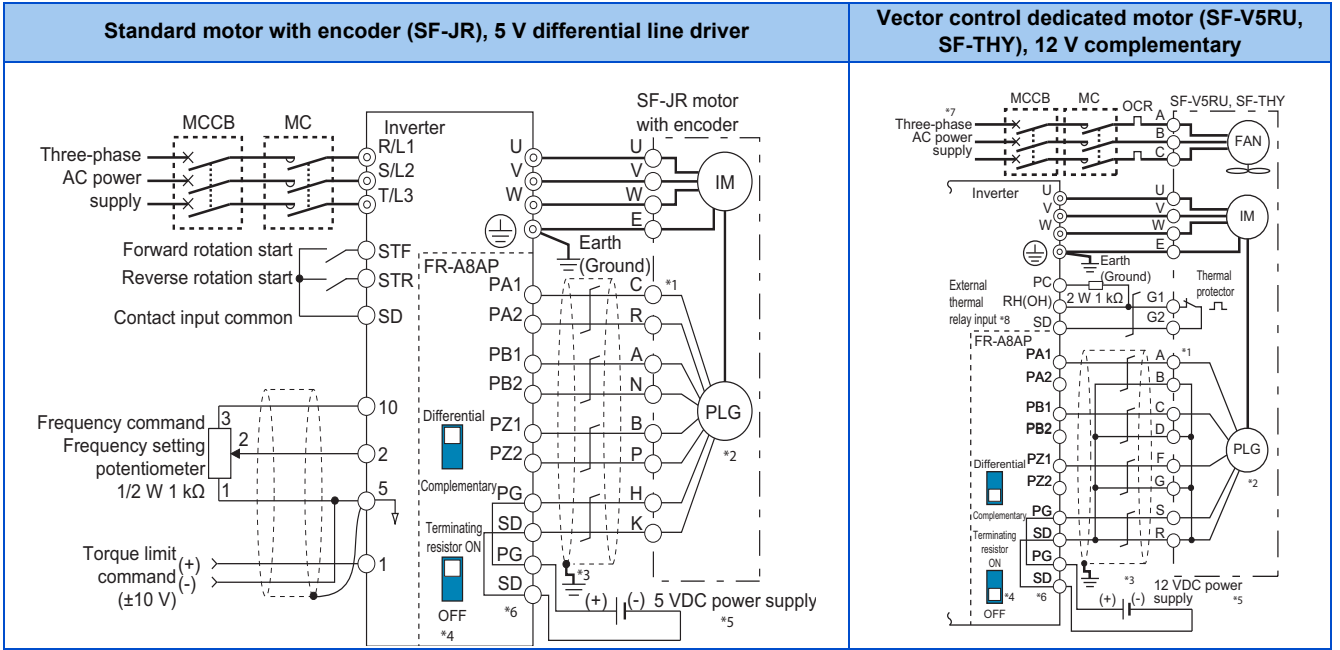 Standard motor with encoder (SF-JR), 5 V differential line driver
Vector control dedicated motor (SF-V5RU,
SF-THY), 12 V complementary
MCCB
MC
Three-phase
AC power
supply
Inverter
R/L1
S/L2
T/L3
U
V
W
SF-JR motor
with encoder
U
V
W
E
IM
Earth
(Ground)
Forward rotation start
Reverse rotation start
Contact input common
STF
STR
SD
FR-A8AP
PA1
PA2
PB1
PB2
PZ1
PZ2
PG
SD
PG
SD
C
*1
R
A
N
B
P
H
K
PLG
*2
Differential
Complementary
Terminating
resistor ON
OFF
*4
*6
*3
(+)
(-)
5 VDC power supply
*5
Frequency command
Frequency setting
potentiometer
1/2 W 1 kΩ
3
2
1
10
2
5
1
Torque limit
command
(±10 V)
(+)
(-)
*7
Three-phase
AC power
supply
MCCB
MC
OCR
SF-V5RU, SF-THY
A
B
C
FAN
Inverter
U
V
W
U
V
W
E
IM
Earth
(Ground)
External
thermal
relay input *8
PC
RH(OH)
SD
2 W 1 kΩ
G1
G2
Thermal
protector
FR-A8AP
PA1
PA2
PB1
PB2
PZ1
PZ2
PG
SD
PG
SD
A
*1
B
C
D
F
G
S
R
PLG
*2
Differential
Complementary
Terminating
resistor
ON
*4
OFF
*6
*3
(+)
(-)
12 VDC power
supply
*5